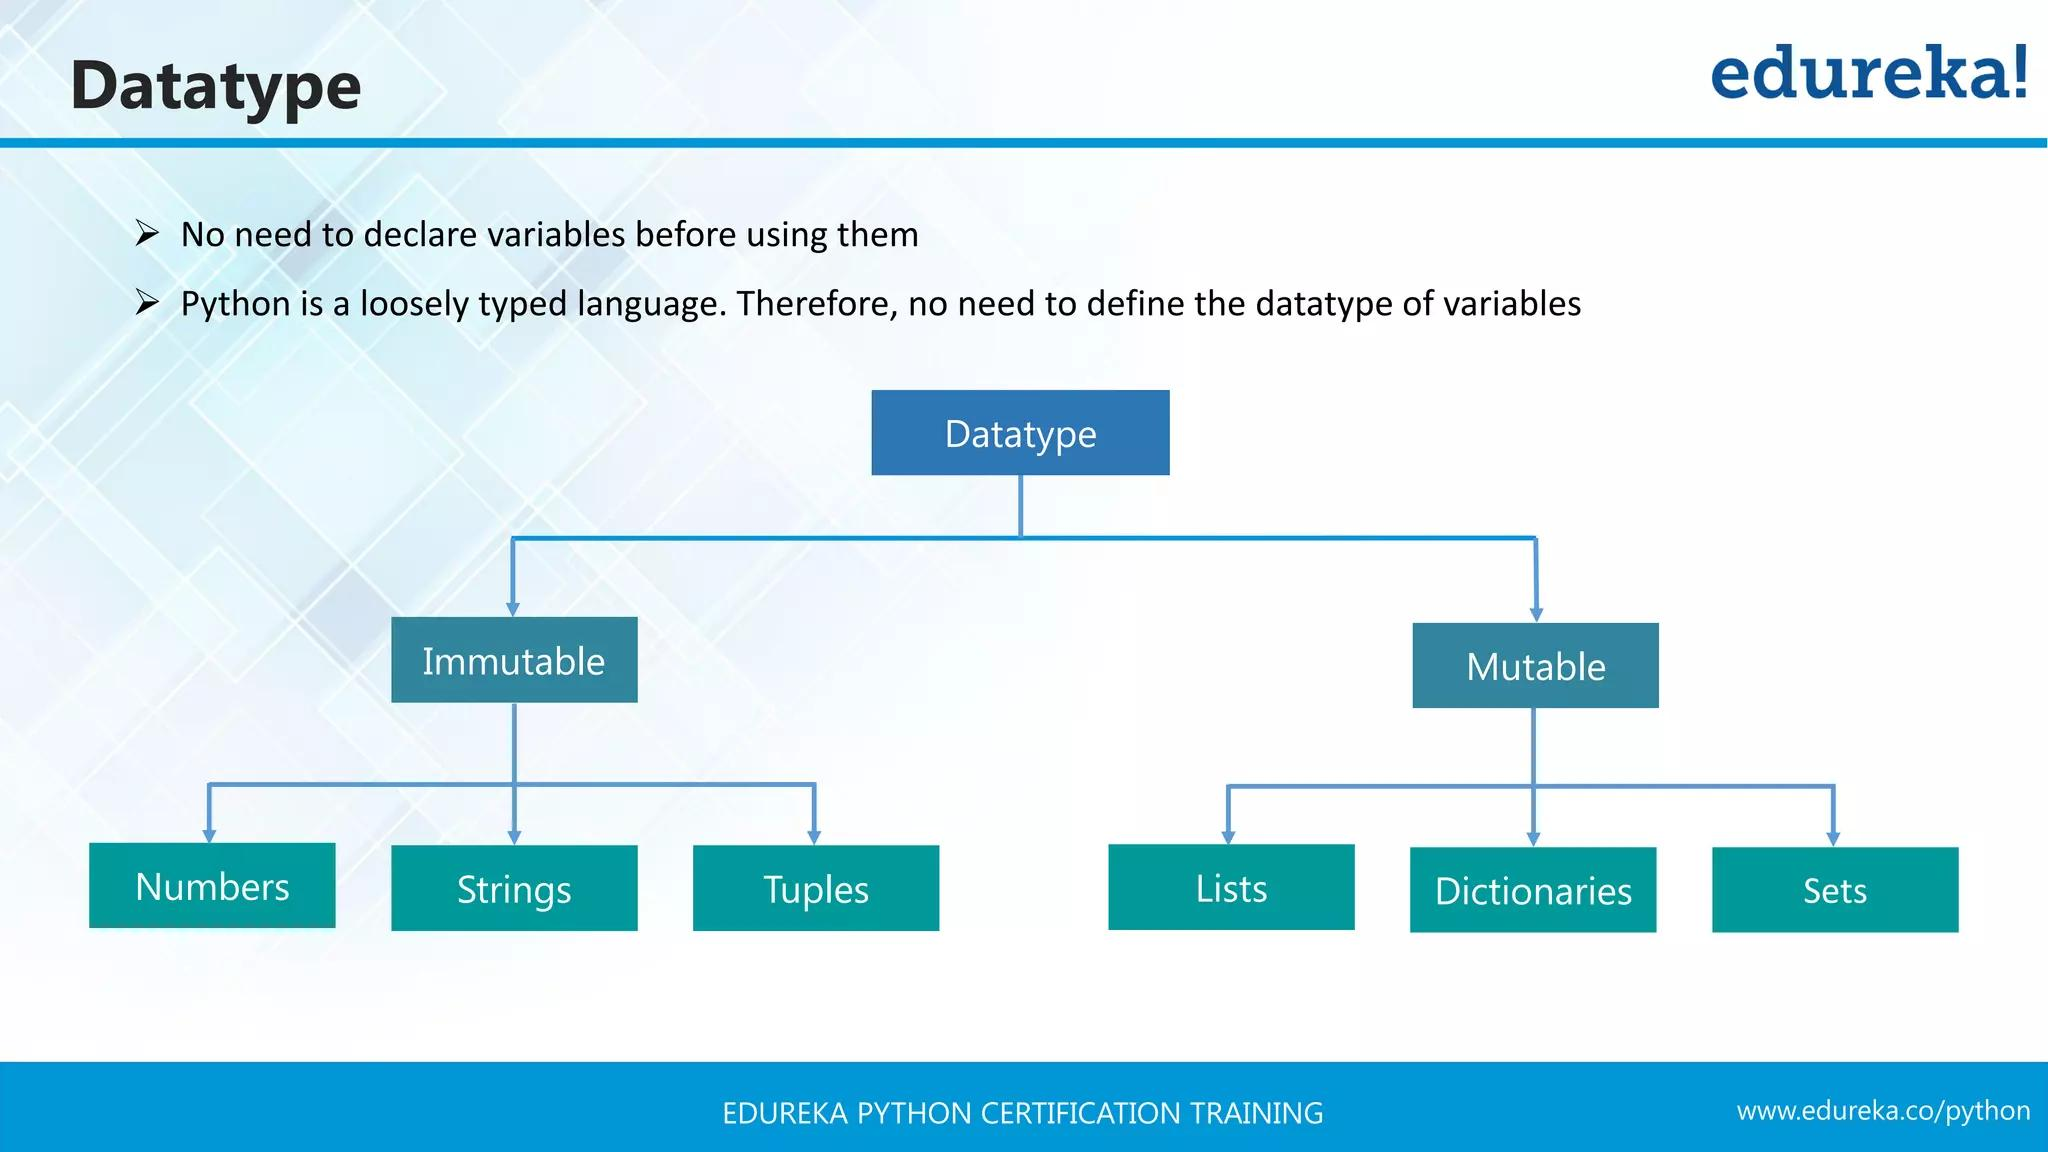 Datatype
edureka!
➢ No need to declare variables before using them
➢ Python is a loosely typed language. Therefore, no need to define the datatype of variables
Datatype
Immutable
Mutable
Numbers
Strings
Tuples
Lists
Dictionaries
Sets
EDUREKA PYTHON CERTIFICATION TRAINING
www.edureka.co/python